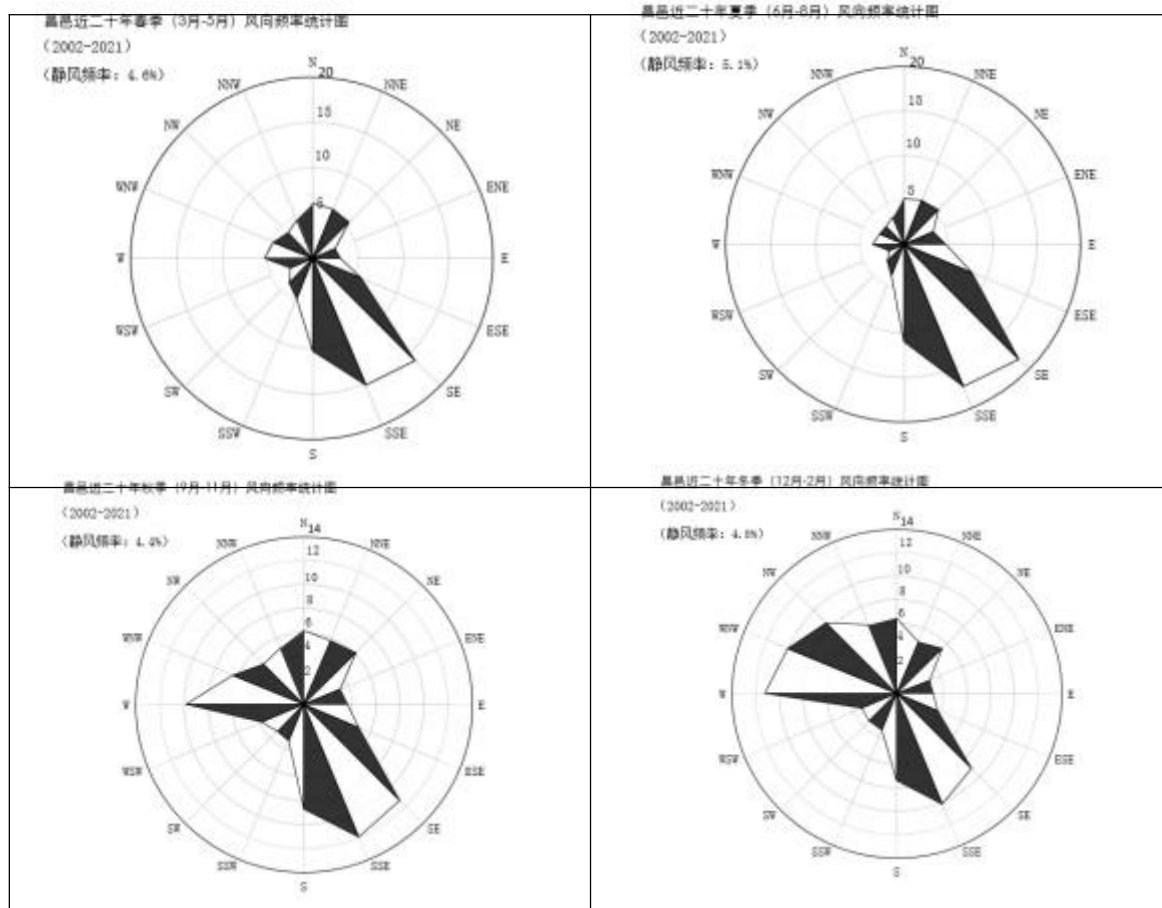 昌邑近二十年春季（3月-5月）风向频率统计图
（2002-2021）
（静风频率：4.6%）
N
20
NNW
NNE
15
NW
NE
10
WNW
ENE
5
W
E
WSW
ESE
SW
SE
SSW
SSE
S
昌邑近二十年夏季（6月-8月）风向频率统计图
（2002-2021）
（静风频率：5.1%）
N
20
NNW
NNE
15
NW
NE
10
WNW
ENE
5
W
E
WSW
ESE
SW
SE
SSW
SSE
S
昌邑近二十年秋季（9月-11月）风向频率统计图
（2002-2021）
（静风频率：4.4%）
N
14
NNW
NNE
12
10
NW
NE
8
WNW
ENE
6
4
2
W
E
WSW
ESE
SW
SE
SSW
SSE
S
昌邑近二十年冬季（12月-2月）风向频率统计图
（2002-2021）
（静风频率：4.8%）
N
14
NNW
NNE
12
10
NW
NE
8
WNW
ENE
6
4
2
W
E
WSW
ESE
SW
SE
SSW
SSE
S